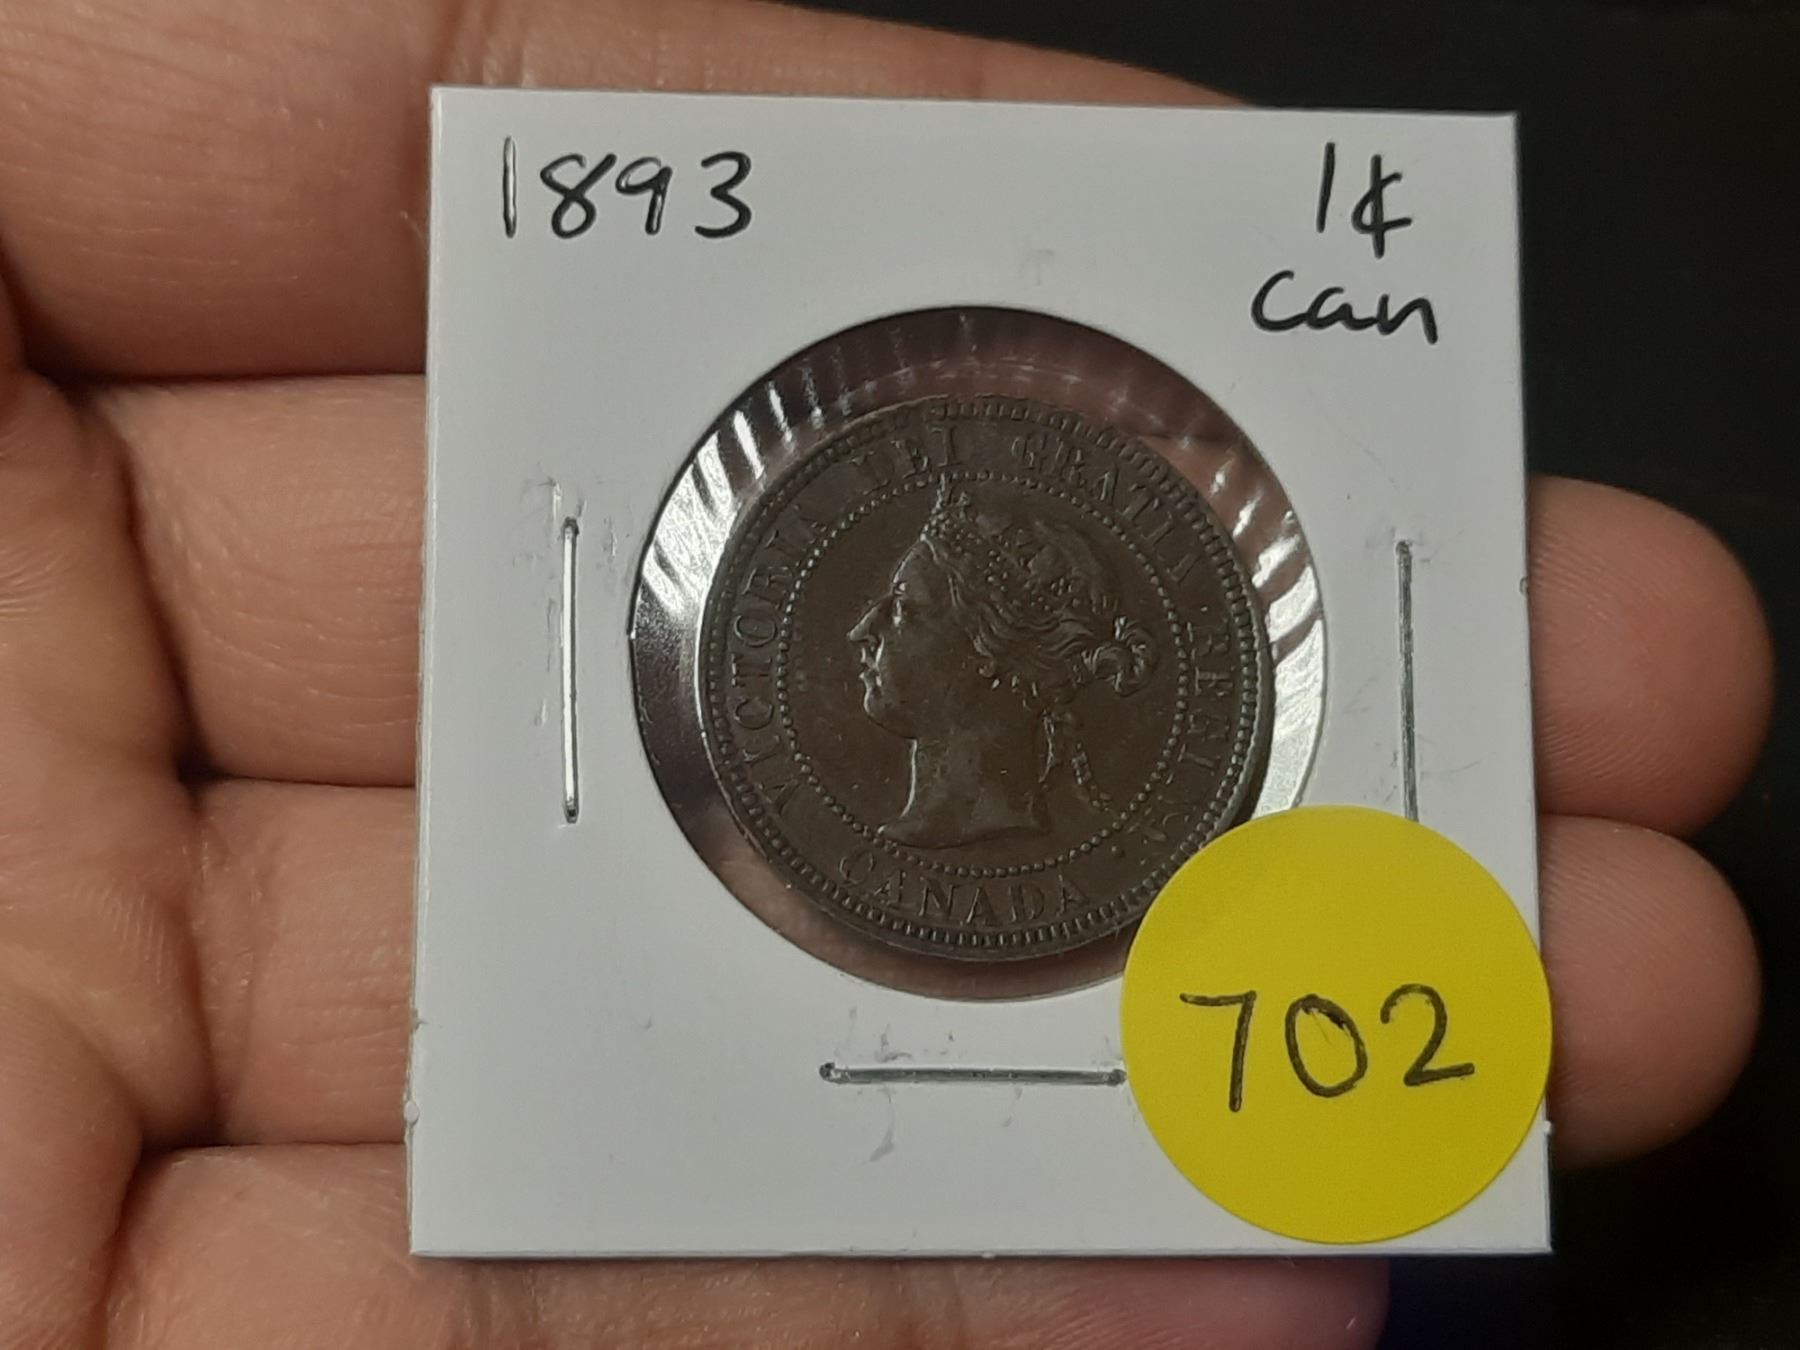 1893
1¢
Can
VICTORIA DEI GRATIA REGINA.
CANADA
702